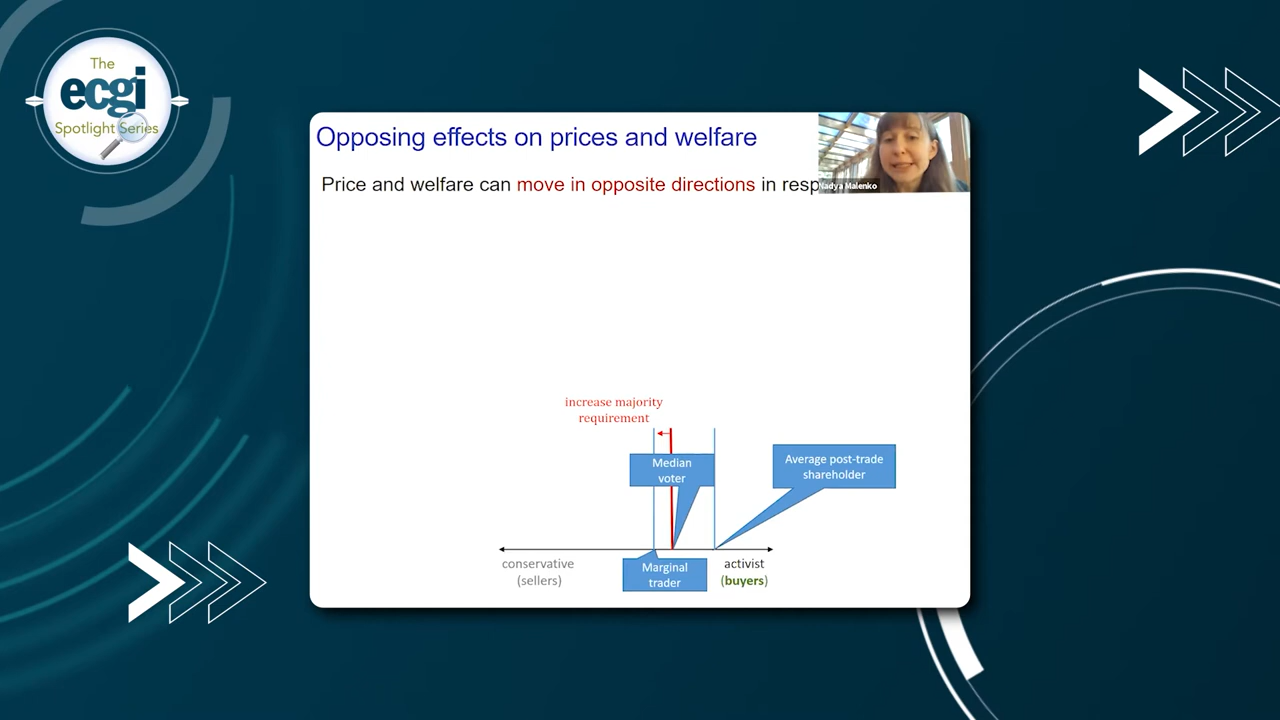 The
ecgi
Spotlight Series
Opposing effects on prices and welfare
Price and welfare can move in opposite directions in resp
Nadya Malenko
increase majority
requirement
Median
voter
Average post-trade
shareholder
conservative
(sellers)
Marginal
trader
activist
(buyers)